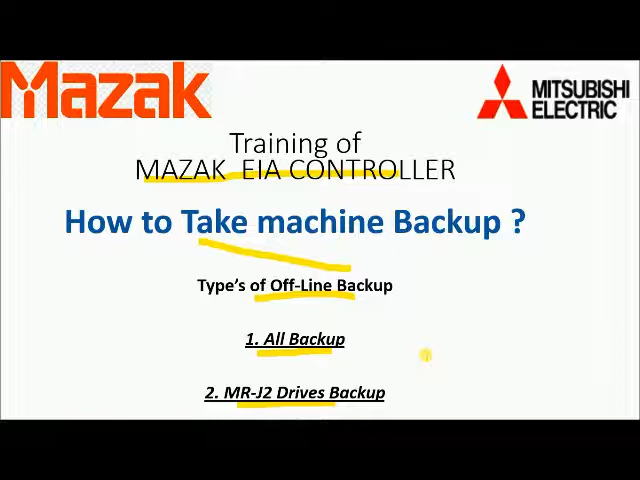 Mazak
MITSUBISHI
ELECTRIC
Training of
MAZAK EIA CONTROLLER
How to Take machine Backup ?
Type's of Off-Line Backup
1. All Backup
2. MR-J2 Drives Backup